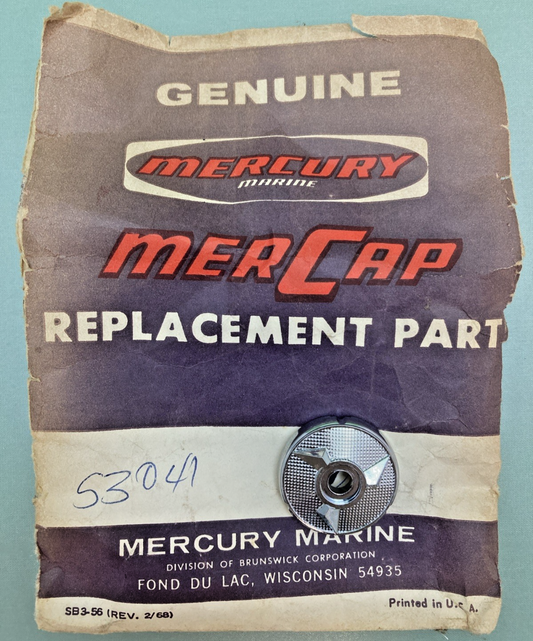 GENUINE
MERCURY
MARINE
MERCAP
REPLACEMENT PART
53041
MERCURY MARINE
DIVISION OF BRUNSWICK CORPORATION
FOND DU LAC, WISCONSIN 54935
SB3-56 (REV. 2/68)
Printed in U.S.A.